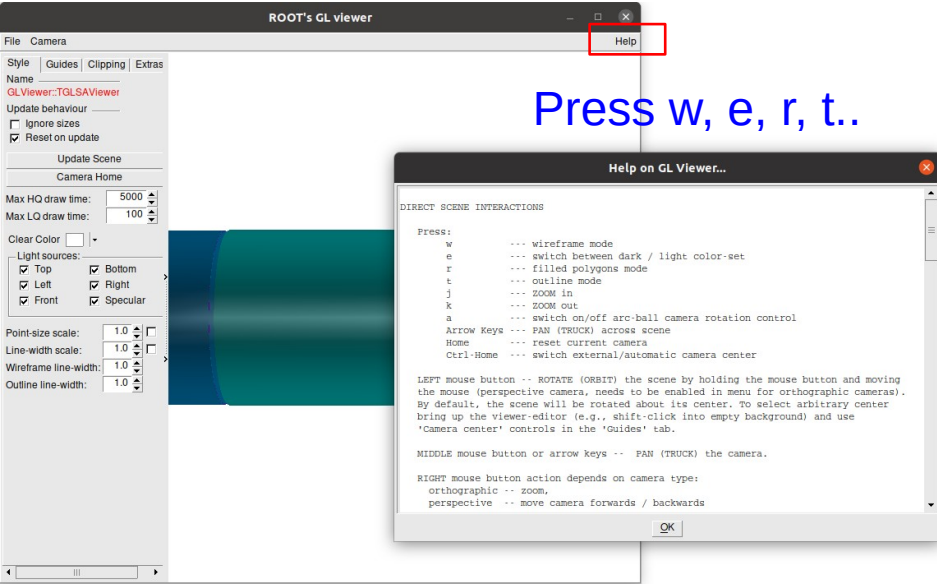 ROOT's GL viewer
File Camera Help
Style Guides Clipping Extras
Name
GLViewer::TGLSAViewer
Update behaviour
Ignore sizes
Reset on update
Update Scene
Camera Home
Max HQ draw time: 5000
Max LQ draw time: 100
Clear Color
Light sources:
Top Bottom
Left Right
Front Specular
Point-size scale: 1.0
Line-width scale: 1.0
Wireframe line-width: 1.0
Outline line-width: 1.0
Press w, e, r, t..
Help on GL Viewer...
DIRECT SCENE INTERACTIONS
Press:
w --- wireframe mode
e --- switch between dark / light color-set
r --- filled polygons mode
t --- outline mode
j --- ZOOM in
k --- ZOOM out
a --- switch on/off arc-ball camera rotation control
Arrow Keys --- PAN (TRUCK) across scene
Home --- reset current camera
Ctrl-Home --- switch external/automatic camera center
LEFT mouse button -- ROTATE (ORBIT) the scene by holding the mouse button and moving
the mouse (perspective camera, needs to be enabled in menu for orthographic cameras).
By default, the scene will be rotated about its center. To select arbitrary center
bring up the viewer-editor (e.g., shift-click into empty background) and use
'Camera center' controls in the 'Guides' tab.
MIDDLE mouse button or arrow keys -- PAN (TRUCK) the camera.
RIGHT mouse button action depends on camera type:
orthographic -- zoom,
perspective -- move camera forwards / backwards
OK